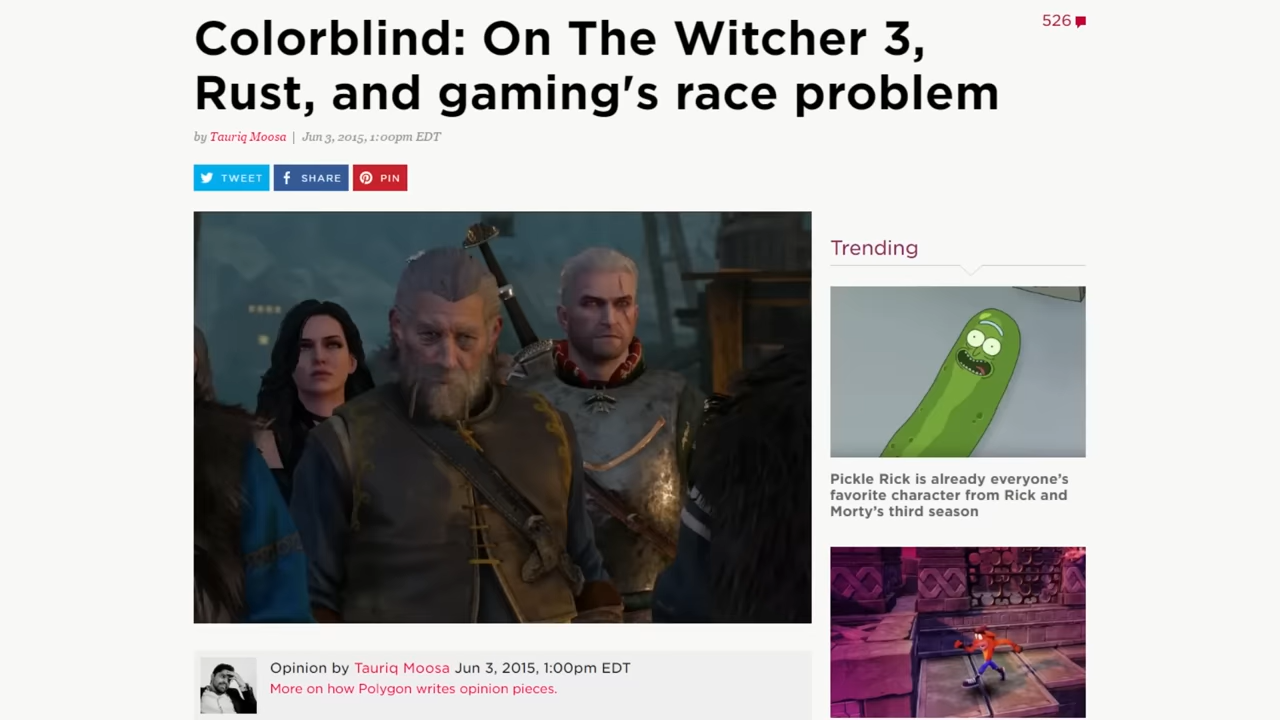 Colorblind: On The Witcher 3,
Rust, and gaming's race problem
526
by Tauriq Moosa | Jun 3, 2015, 1:00pm EDT
TWEET
SHARE
PIN
Trending
Pickle Rick is already everyone's
favorite character from Rick and
Morty's third season
Opinion by Tauriq Moosa Jun 3, 2015, 1:00pm EDT
More on how Polygon writes opinion pieces.